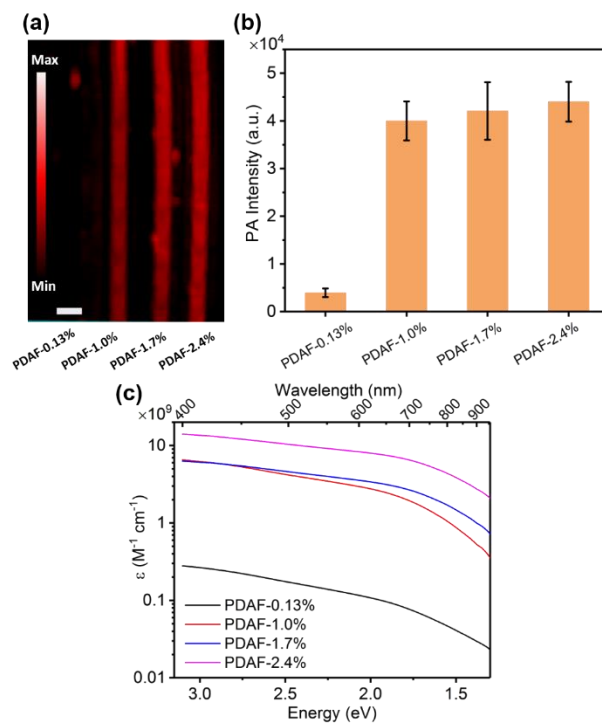 (a)
Max
Min
PDAF-0.13%
PDAF-1.0%
PDAF-1.7%
PDAF-2.4%
(b)
×10⁴
5
4
3
2
1
0
PA Intensity (a.u.)
PDAF-0.13%
PDAF-1.0%
PDAF-1.7%
PDAF-2.4%
(c)
Wavelength (nm)
400 500 600 700 800 900
×10⁹
10
1
0.1
0.01
ε (M⁻¹ cm⁻¹)
PDAF-0.13%
PDAF-1.0%
PDAF-1.7%
PDAF-2.4%
3.0 2.5 2.0 1.5
Energy (eV)